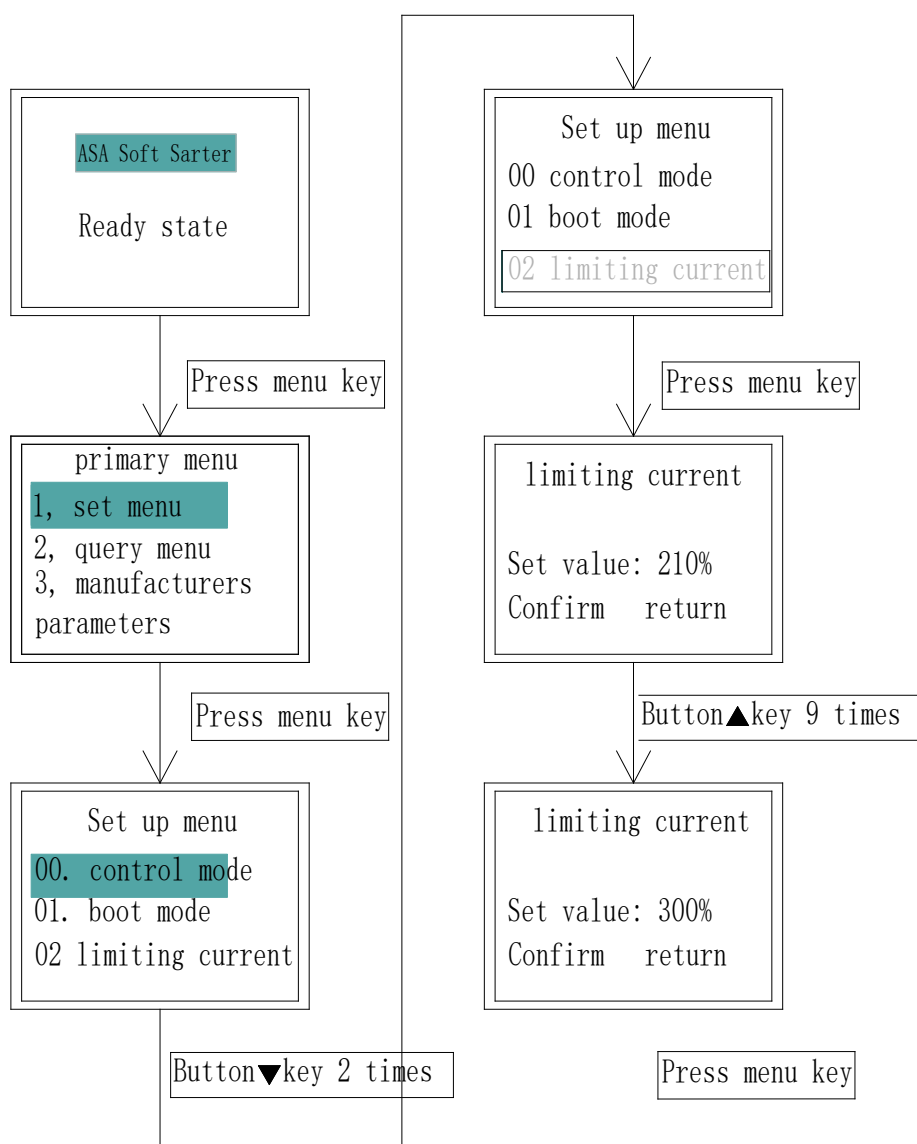 ASA Soft Sarter
Ready state
Press menu key
primary menu
1, set menu
2, query menu
3, manufacturers
parameters
Press menu key
Set up menu
00. control mode
01. boot mode
02 limiting current
Button▼key 2 times
Set up menu
00 control mode
01 boot mode
02 limiting current
Press menu key
limiting current
Set value: 210%
Confirm return
Button▲key 9 times
limiting current
Set value: 300%
Confirm return
Press menu key